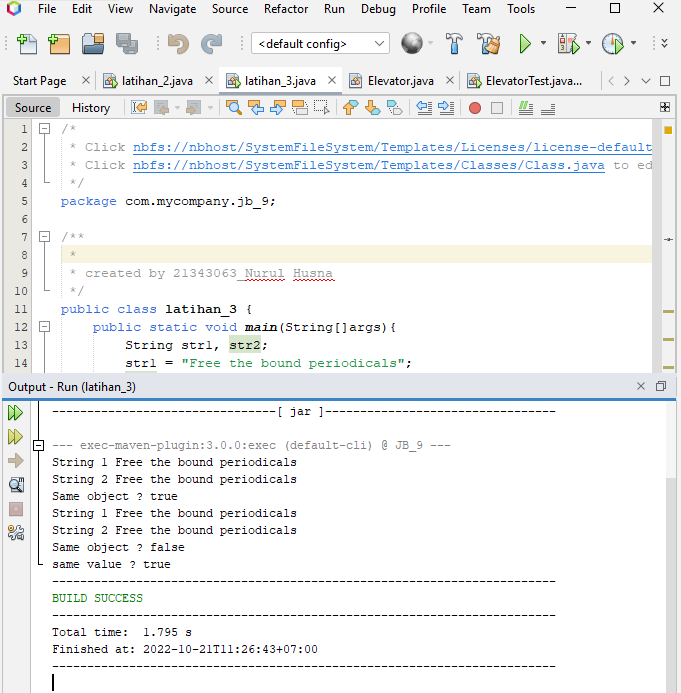 File Edit View Navigate Source Refactor Run Debug Profile Team Tools
<default config>
Start Page latihan_2.java latihan_3.java Elevator.java ElevatorTest.java...
Source History
1 /*
2 * Click nbfs://nbhost/SystemFileSystem/Templates/Licenses/license-default
3 * Click nbfs://nbhost/SystemFileSystem/Templates/Classes/Class.java to ed
4 */
5 package com.mycompany.jb_9;
6
7 /**
8 *
9 * created by 21343063_Nurul Husna
10 */
11 public class latihan_3 {
12 public static void main(String[]args){
13 String str1, str2;
14 str1 = "Free the bound periodicals";
Output - Run (latihan_3)
--------------------------------[ jar ]---------------------------------
--- exec-maven-plugin:3.0.0:exec (default-cli) @ JB_9 ---
String 1 Free the bound periodicals
String 2 Free the bound periodicals
Same object ? true
String 1 Free the bound periodicals
String 2 Free the bound periodicals
Same object ? false
same value ? true
------------------------------------------------------------------------
BUILD SUCCESS
------------------------------------------------------------------------
Total time:  1.795 s
Finished at: 2022-10-21T11:26:43+07:00
------------------------------------------------------------------------